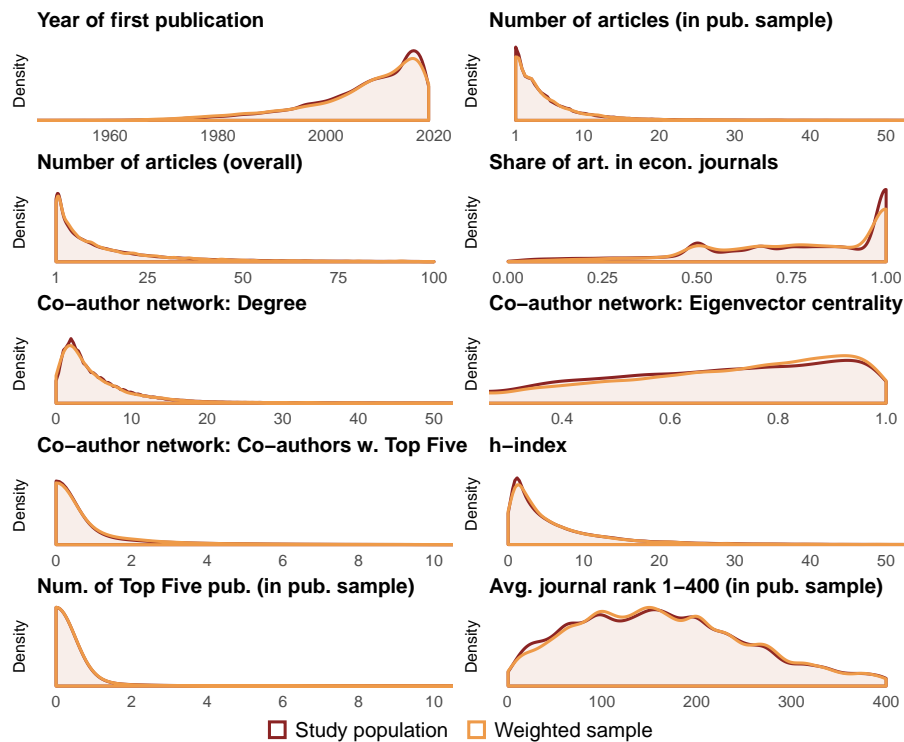 Year of first publication
Number of articles (in pub. sample)
Density
Density
1960 1980 2000 2020
1 10 20 30 40 50
Number of articles (overall)
Share of art. in econ. journals
Density
Density
1 25 50 75 100
0.00 0.25 0.50 0.75 1.00
Co−author network: Degree
Co−author network: Eigenvector centrality
Density
Density
0 10 20 30 40 50
0.4 0.6 0.8 1.0
Co−author network: Co−authors w. Top Five
h−index
Density
Density
0 2 4 6 8 10
0 10 20 30 40 50
Num. of Top Five pub. (in pub. sample)
Avg. journal rank 1−400 (in pub. sample)
Density
Density
0 2 4 6 8 10
0 100 200 300 400
Study population Weighted sample